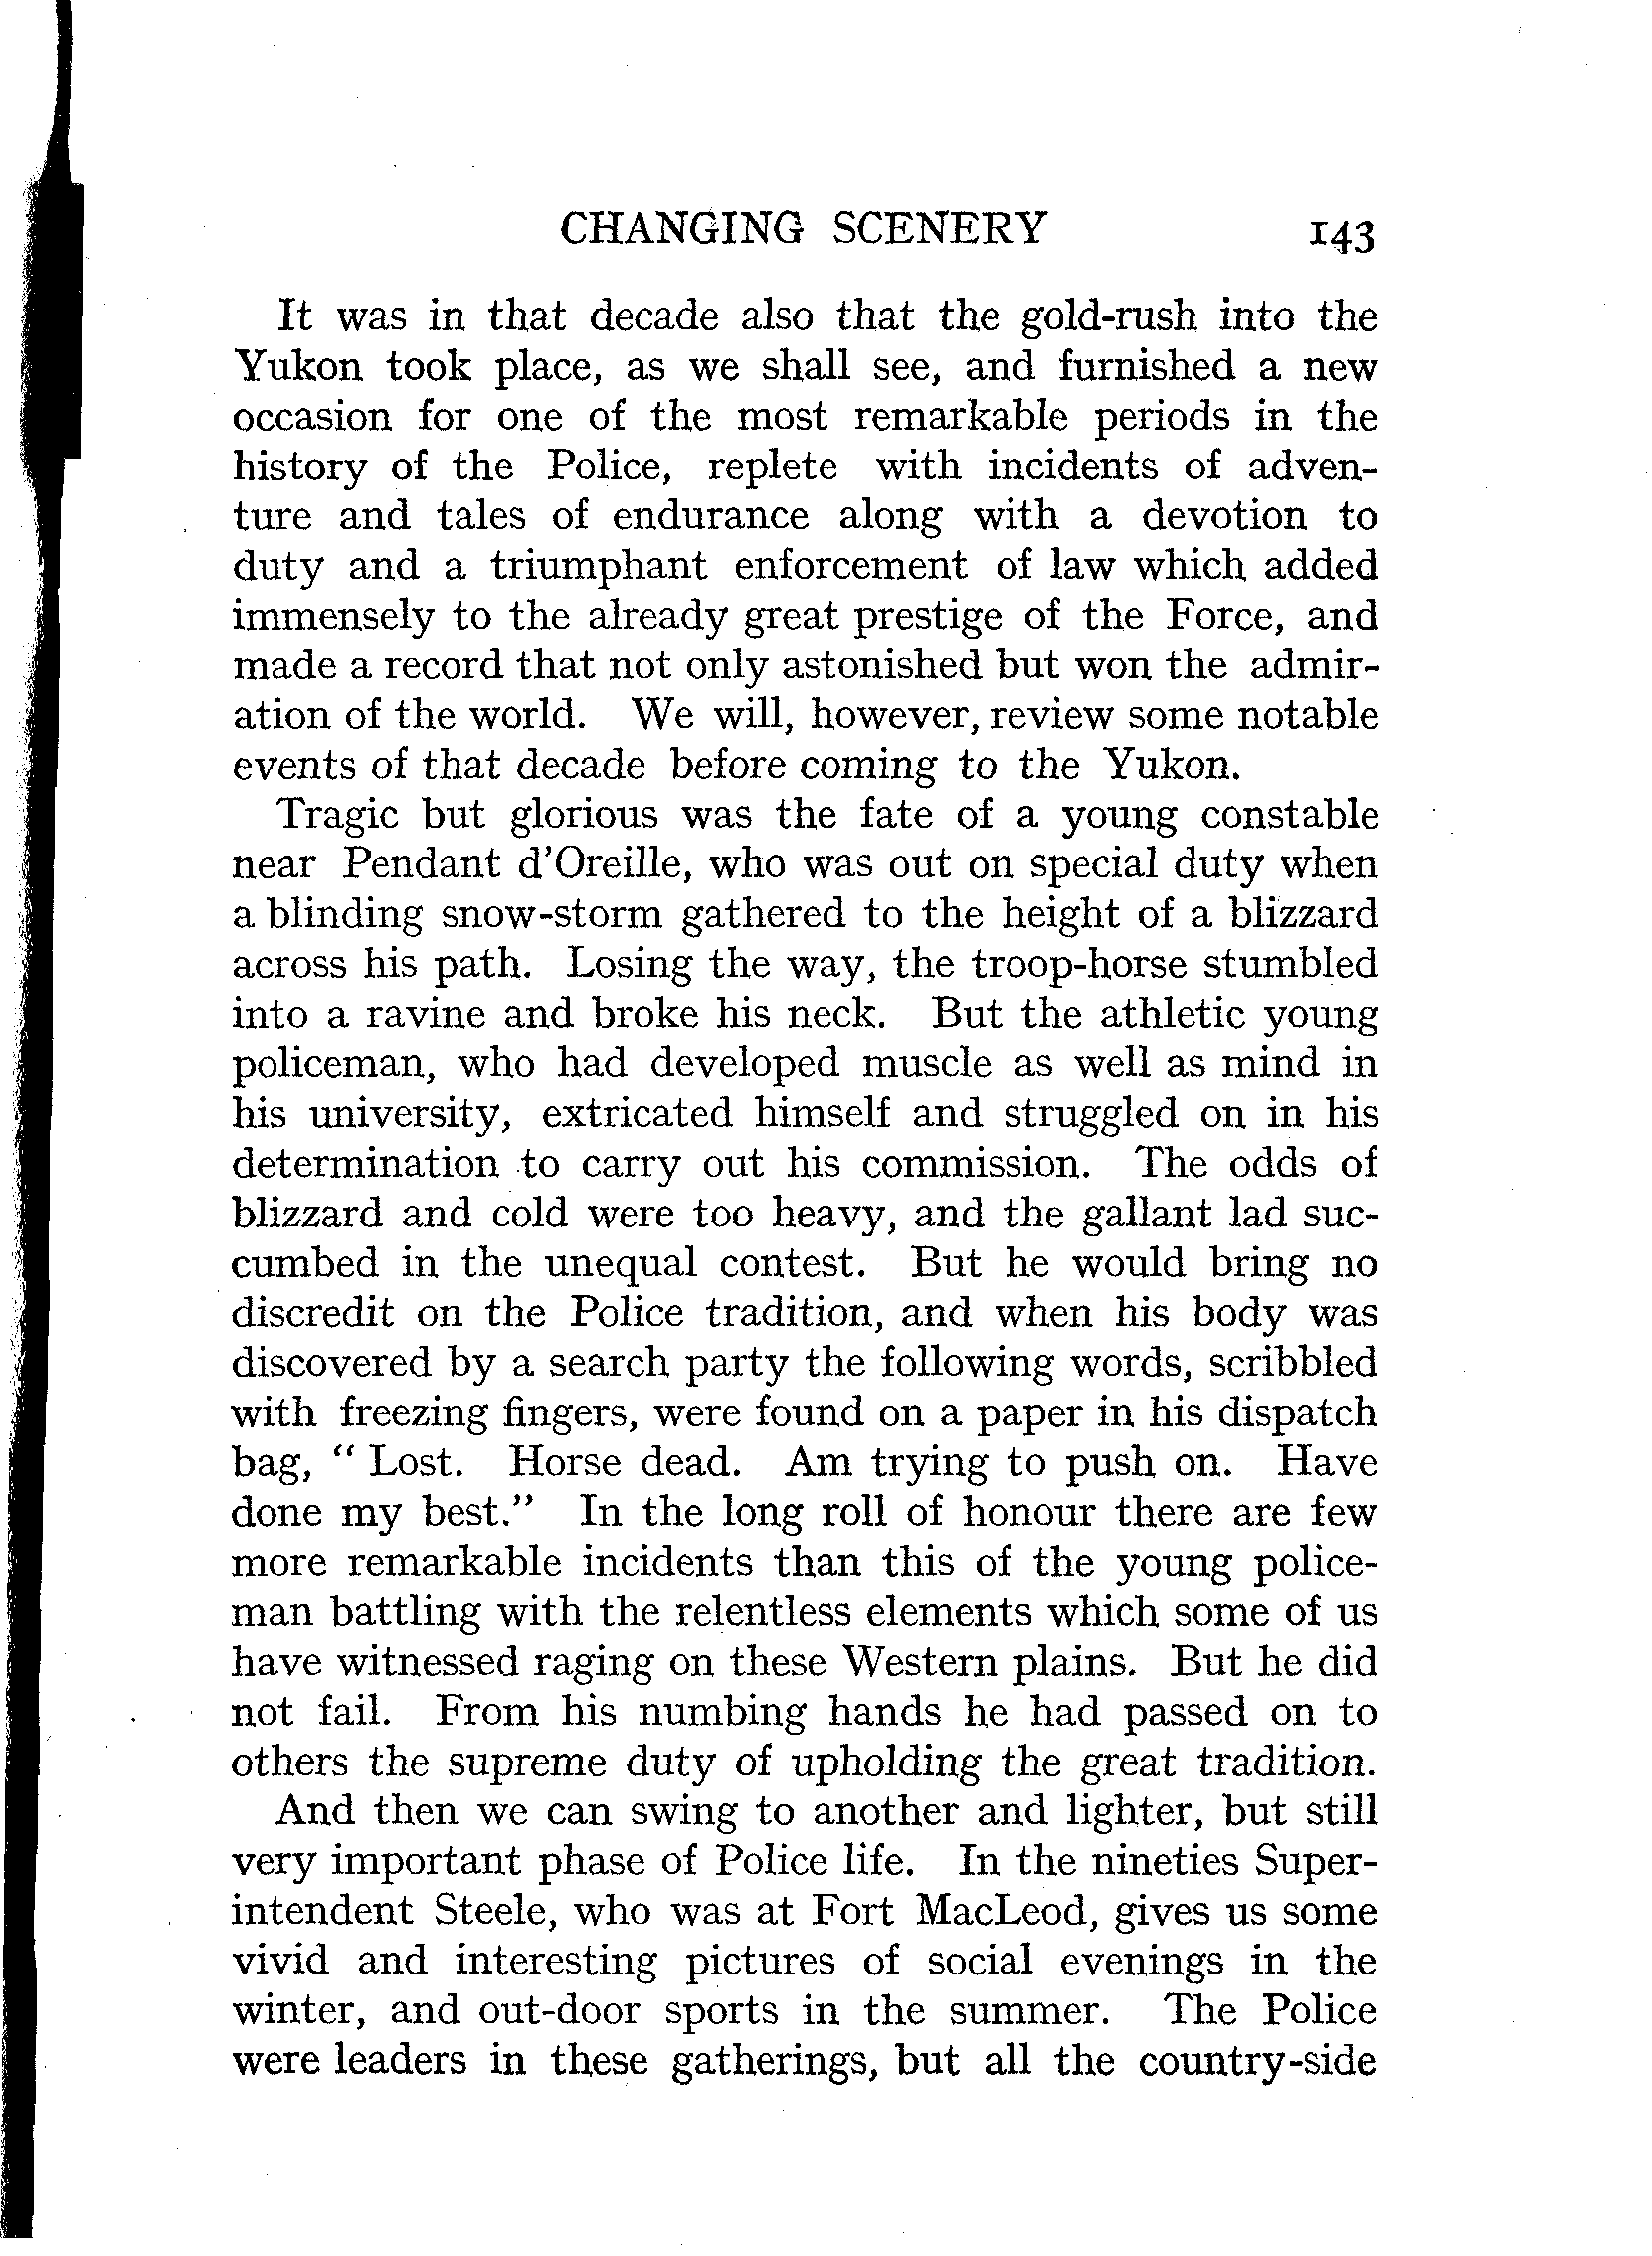 CHANGING SCENERY 143
It was in that decade also that the gold-rush into the
Yukon took place, as we shall see, and furnished a new
occasion for one of the most remarkable periods in the
history of the Police, replete with incidents of adven-
ture and tales of endurance along with a devotion to
duty and a triumphant enforcement of law which added
immensely to the already great prestige of the Force, and
made a record that not only astonished but won the admir-
ation of the world. We will, however, review some notable
events of that decade before coming to the Yukon.
Tragic but glorious was the fate of a young constable
near Pendant d'Oreille, who was out on special duty when
a blinding snow-storm gathered to the height of a blizzard
across his path. Losing the way, the troop-horse stumbled
into a ravine and broke his neck. But the athletic young
policeman, who had developed muscle as well as mind in
his university, extricated himself and struggled on in his
determination to carry out his commission. The odds of
blizzard and cold were too heavy, and the gallant lad suc-
cumbed in the unequal contest. But he would bring no
discredit on the Police tradition, and when his body was
discovered by a search party the following words, scribbled
with freezing fingers, were found on a paper in his dispatch
bag, " Lost. Horse dead. Am trying to push on. Have
done my best." In the long roll of honour there are few
more remarkable incidents than this of the young police-
man battling with the relentless elements which some of us
have witnessed raging on these Western plains. But he did
not fail. From his numbing hands he had passed on to
others the supreme duty of upholding the great tradition.
And then we can swing to another and lighter, but still
very important phase of Police life. In the nineties Super-
intendent Steele, who was at Fort MacLeod, gives us some
vivid and interesting pictures of social evenings in the
winter, and out-door sports in the summer. The Police
were leaders in these gatherings, but all the country-side